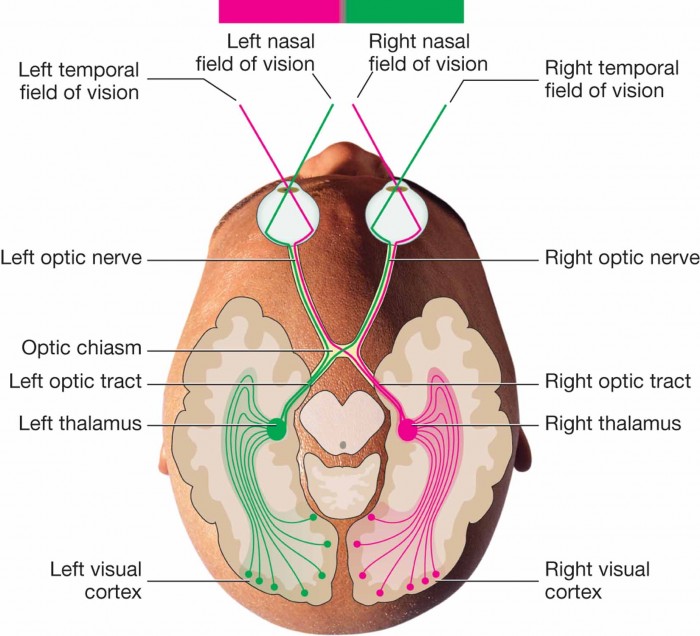 Left nasal
field of vision
Right nasal
field of vision
Left temporal
field of vision
Right temporal
field of vision
Left optic nerve
Right optic nerve
Optic chiasm
Left optic tract
Right optic tract
Left thalamus
Right thalamus
Left visual
cortex
Right visual
cortex